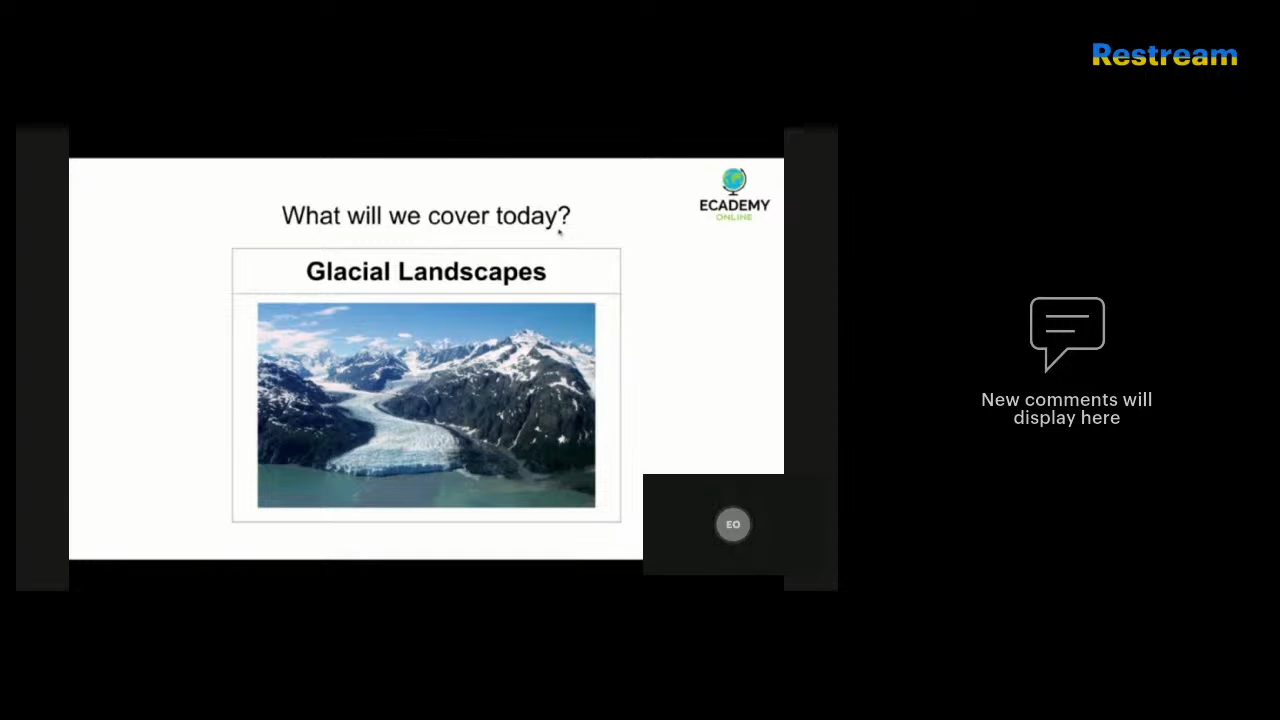 Restream
ECADEMY
ONLINE
What will we cover today?
Glacial Landscapes
New comments will
display here
EO